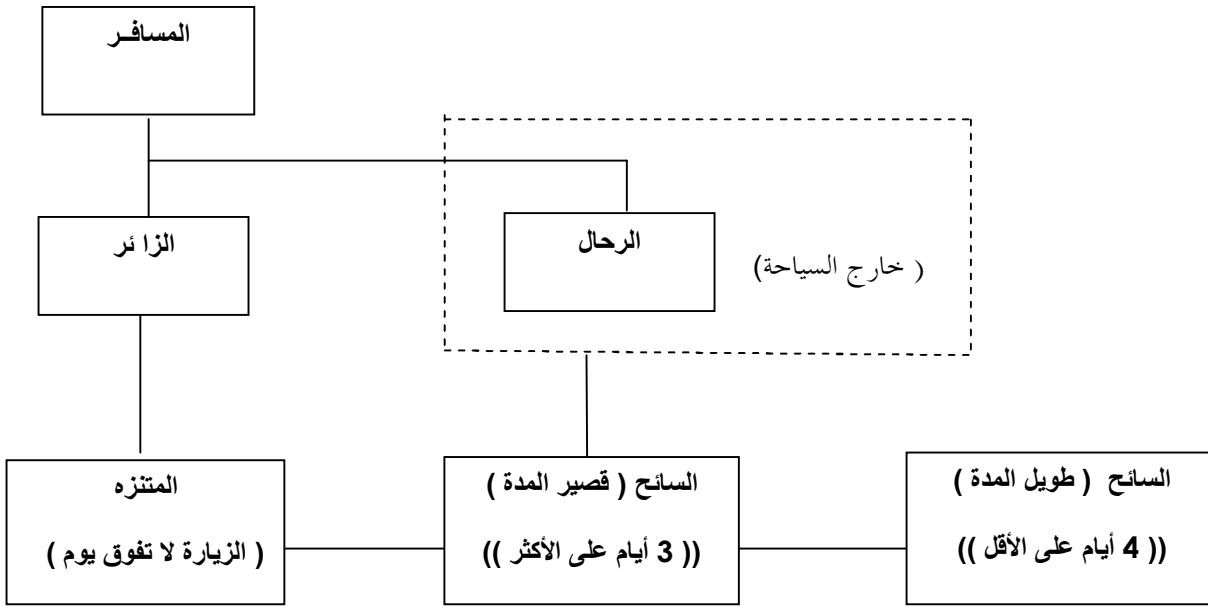 المسافـر
الزا ئر
الرحال
( خارج السياحة)
المتنزه
( الزيارة لا تفوق يوم )
السائح ( قصير المدة )
(( 3 أيام على الأكثر ))
السائح ( طويل المدة )
(( 4 أيام على الأقل ))